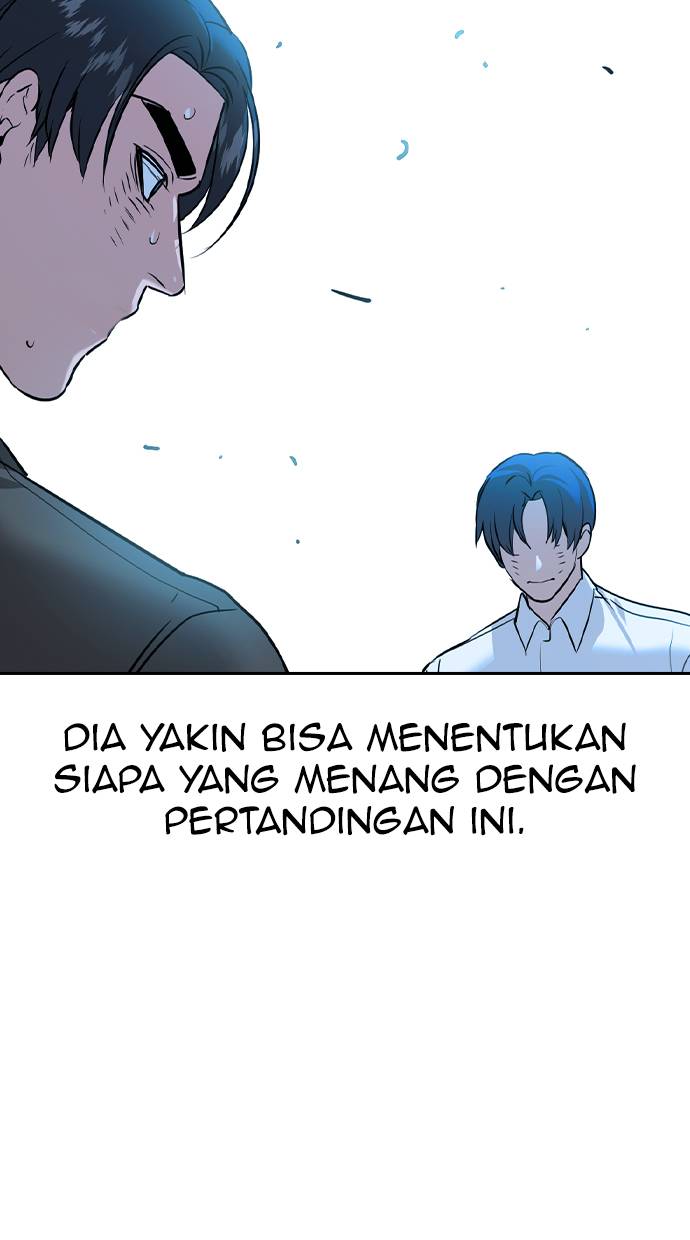 DIA YAKIN BISA MENENTUKAN
SIAPA YANG MENANG DENGAN
PERTANDINGAN INI.